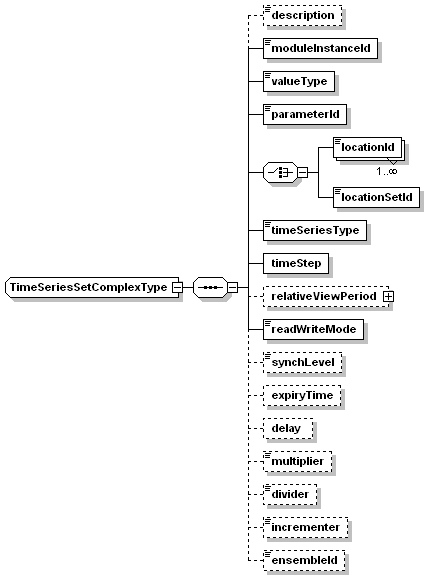 description
moduleInstanceId
valueType
parameterId
locationId
1..∞
locationSetId
timeSeriesType
TimeSeriesSetComplexType
timeStep
relativeViewPeriod
readWriteMode
synchLevel
expiryTime
delay
multiplier
divider
incrementer
ensembleId